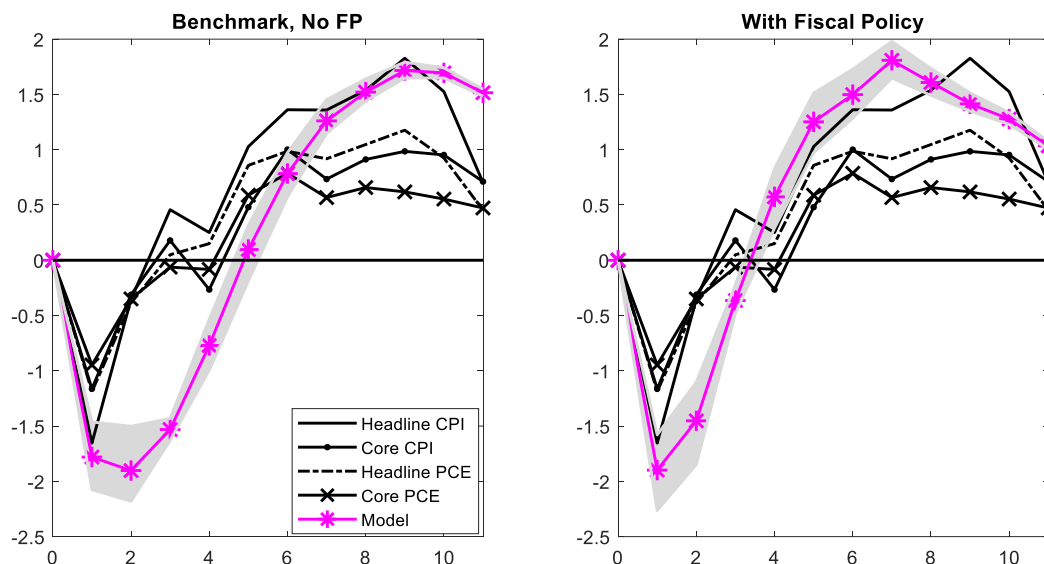 Benchmark, No FP
2
1.5
1
0.5
0
-0.5
-1
-1.5
-2
-2.5
0 2 4 6 8 10
Headline CPI
Core CPI
Headline PCE
Core PCE
Model
With Fiscal Policy
2
1.5
1
0.5
0
-0.5
-1
-1.5
-2
-2.5
0 2 4 6 8 10